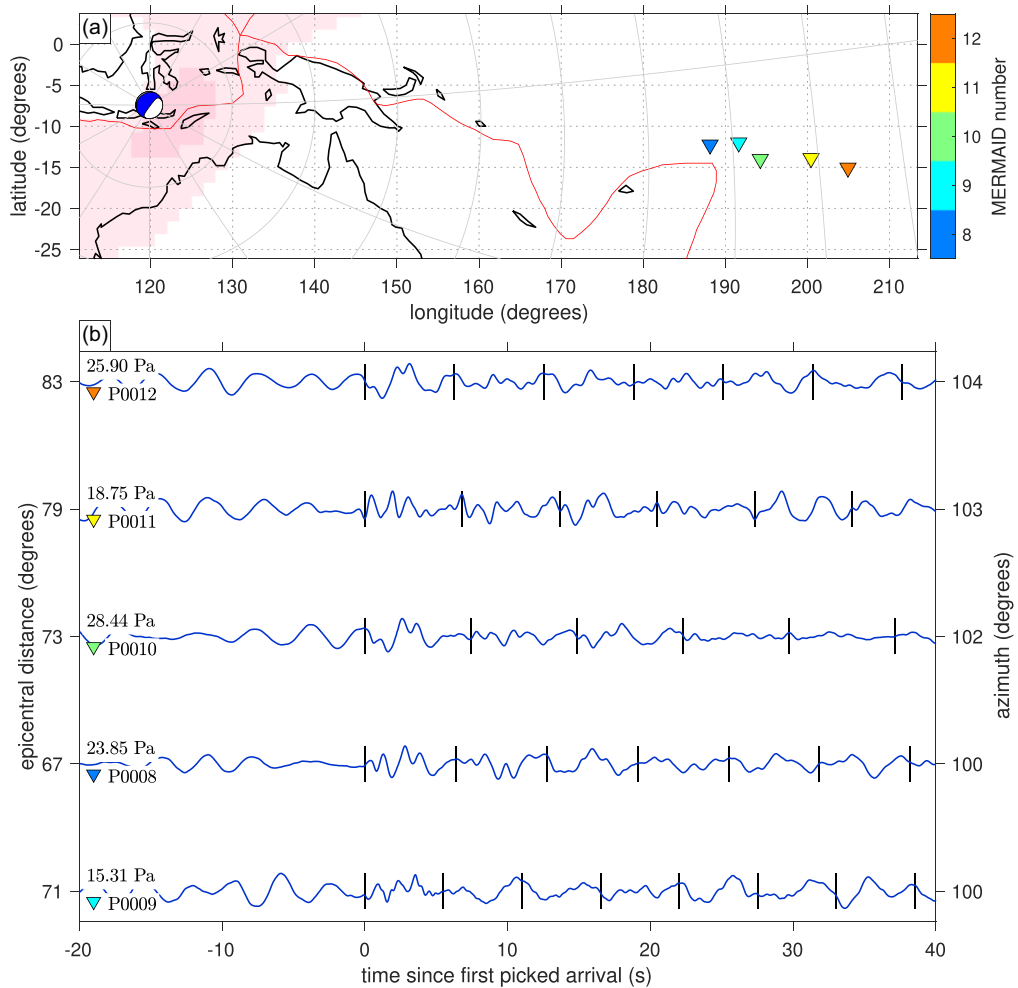 (a)
0
-5
-10
-15
-20
-25
latitude (degrees)
120
130
140
150
160
170
180
190
200
210
longitude (degrees)
12
11
10
9
8
MERMAID number
(b)
83
25.90 Pa
P0012
104
79
18.75 Pa
P0011
103
73
28.44 Pa
P0010
102
67
23.85 Pa
P0008
100
71
15.31 Pa
P0009
100
epicentral distance (degrees)
azimuth (degrees)
-20
-10
0
10
20
30
40
time since first picked arrival (s)